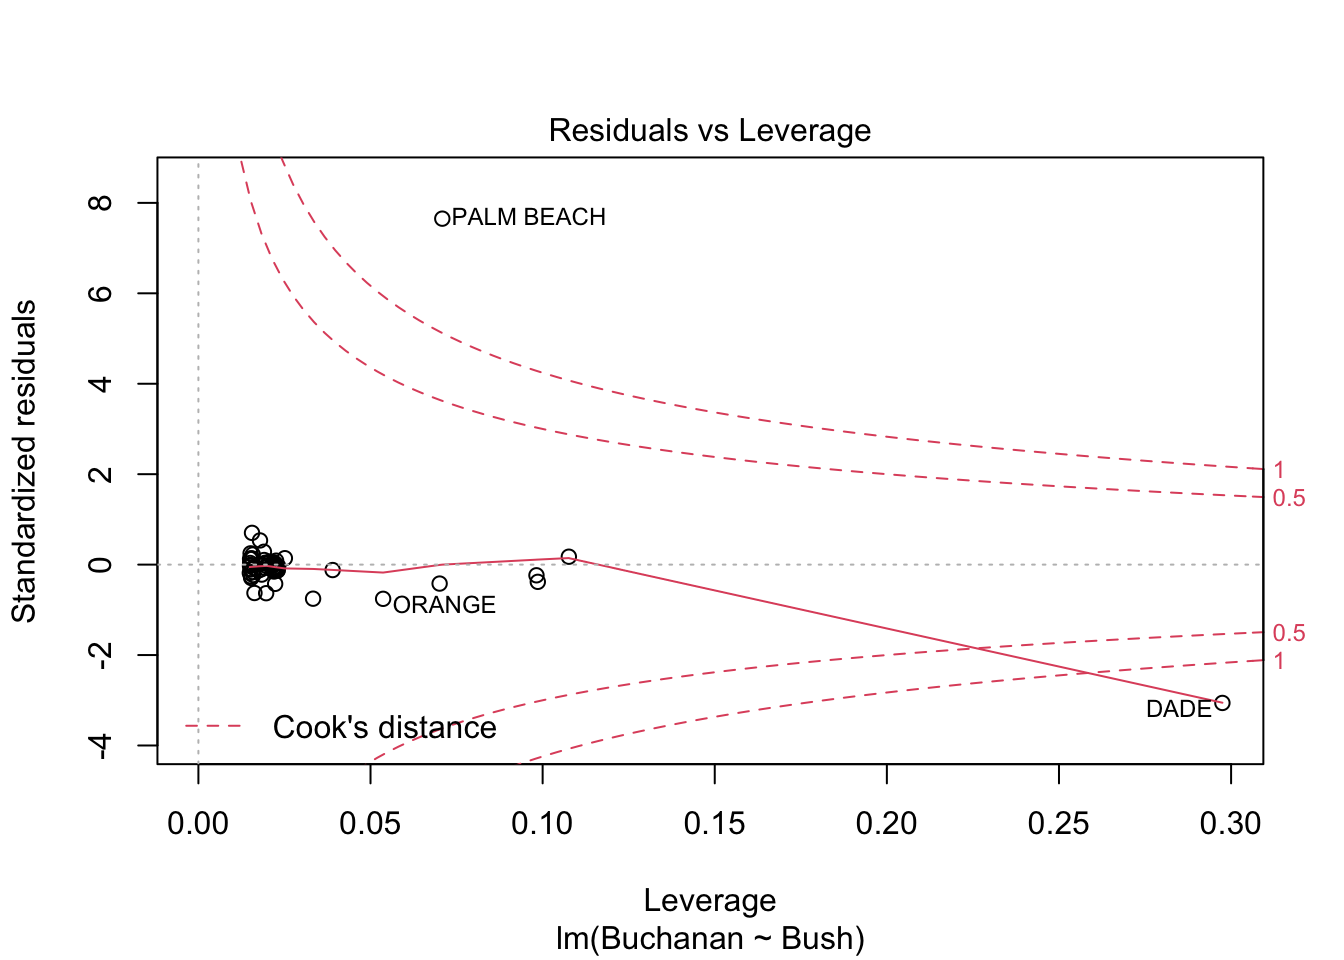 Residuals vs Leverage
Standardized residuals
8
6
4
2
0
-2
-4
PALM BEACH
ORANGE
DADE
1
0.5
0.5
1
Cook's distance
0.00 0.05 0.10 0.15 0.20 0.25 0.30
Leverage
lm(Buchanan ~ Bush)